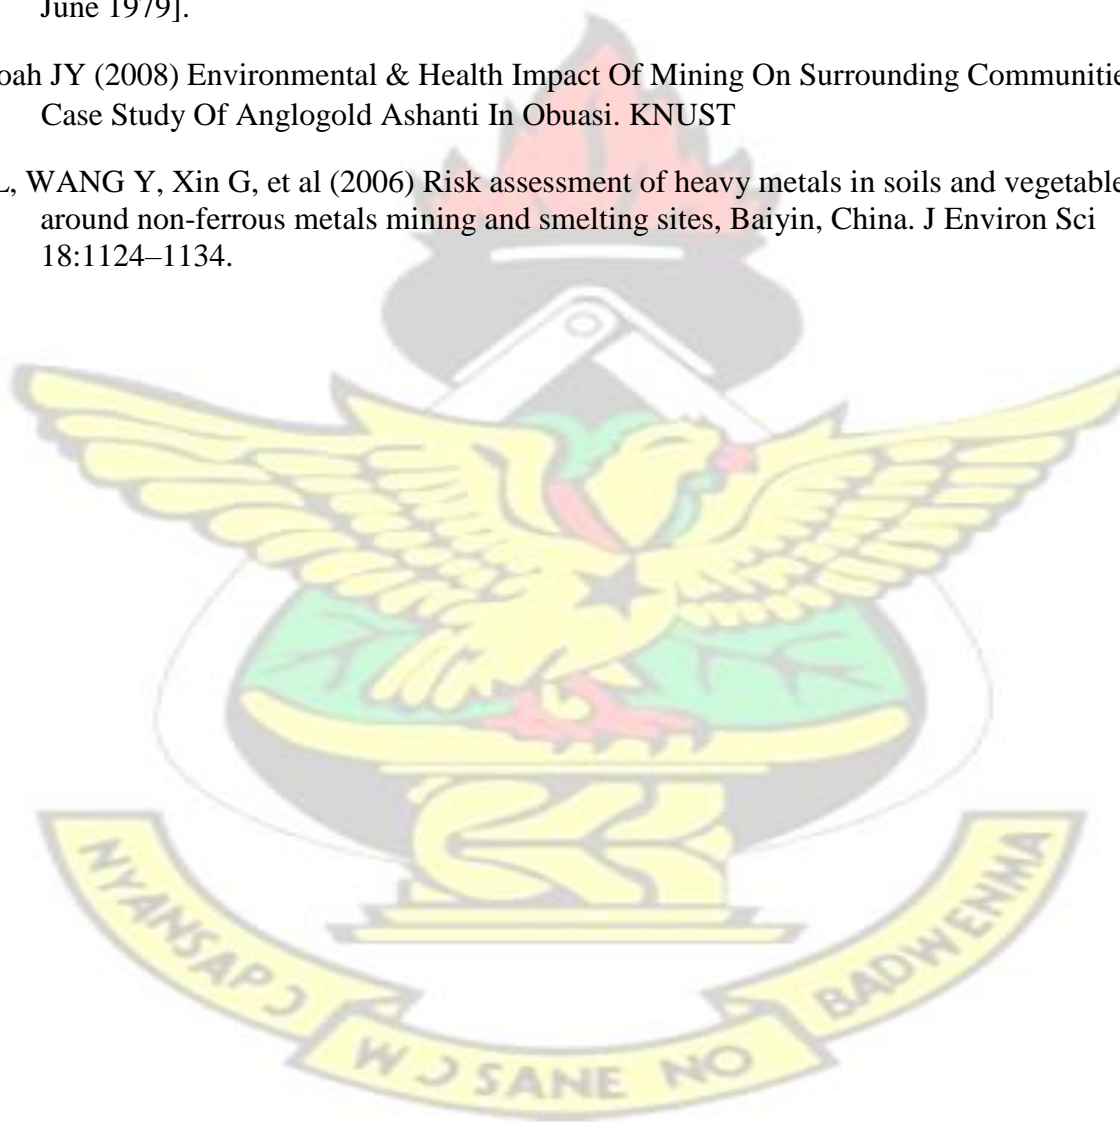 June 1979].
oah JY (2008) Environmental & Health Impact Of Mining On Surrounding Communitie
Case Study Of Anglogold Ashanti In Obuasi. KNUST
L, WANG Y, Xin G, et al (2006) Risk assessment of heavy metals in soils and vegetable
around non-ferrous metals mining and smelting sites, Baiyin, China. J Environ Sci
18:1124–1134.
NYANSAPƆ
WƆSANE NO
BADWENMA